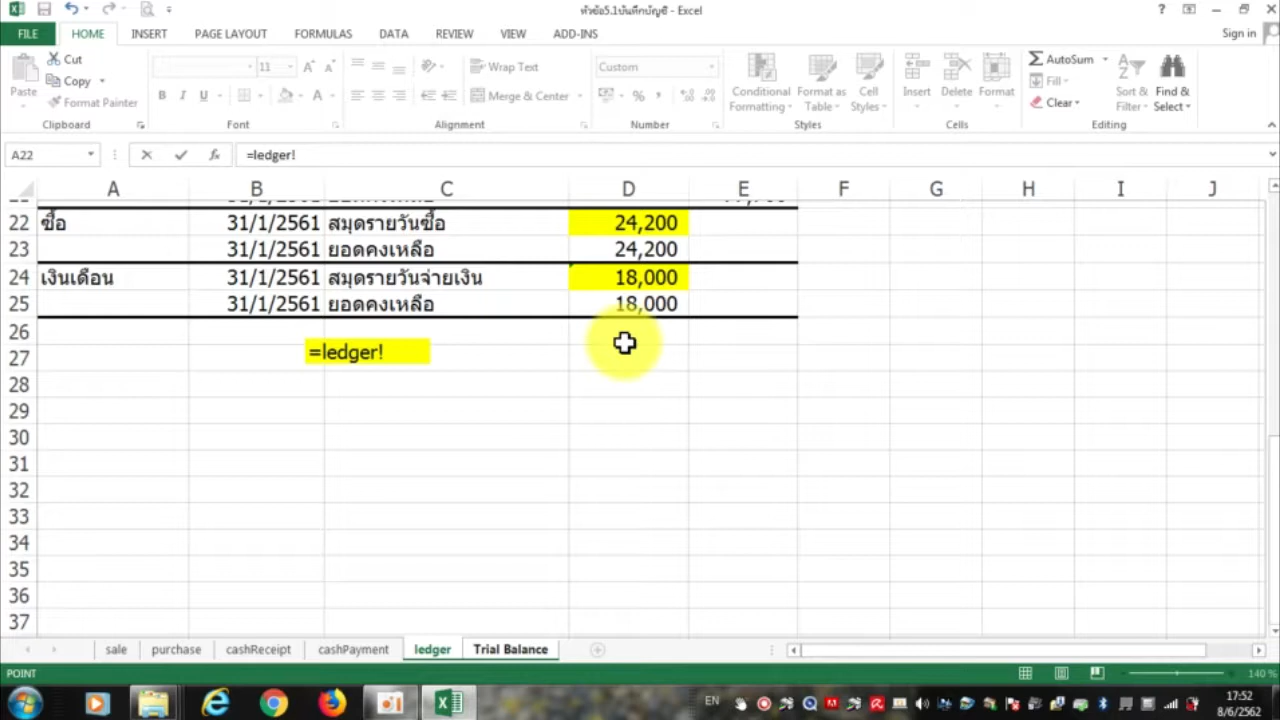 หัวข้อ5.1บันทึกบัญชี - Excel
FILE HOME INSERT PAGE LAYOUT FORMULAS DATA REVIEW VIEW ADD-INS Sign in
Paste
Cut
Copy
Format Painter
Clipboard
11
Font
Wrap Text
Merge & Center
Alignment
Custom
Number
Conditional Formatting
Format as Table
Cell Styles
Styles
Insert
Delete
Format
Cells
AutoSum
Fill
Clear
Sort & Filter
Find & Select
Editing
A22 =ledger!
A B C D E F G H I J
22 ซื้อ 31/1/2561 สมุดรายวันซื้อ 24,200
23 31/1/2561 ยอดคงเหลือ 24,200
24 เงินเดือน 31/1/2561 สมุดรายวันจ่ายเงิน 18,000
25 31/1/2561 ยอดคงเหลือ 18,000
26
=ledger!
27
28
29
30
31
32
33
34
35
36
37
sale purchase cashReceipt cashPayment ledger Trial Balance
POINT 140 %
EN 17:52
8/6/2562